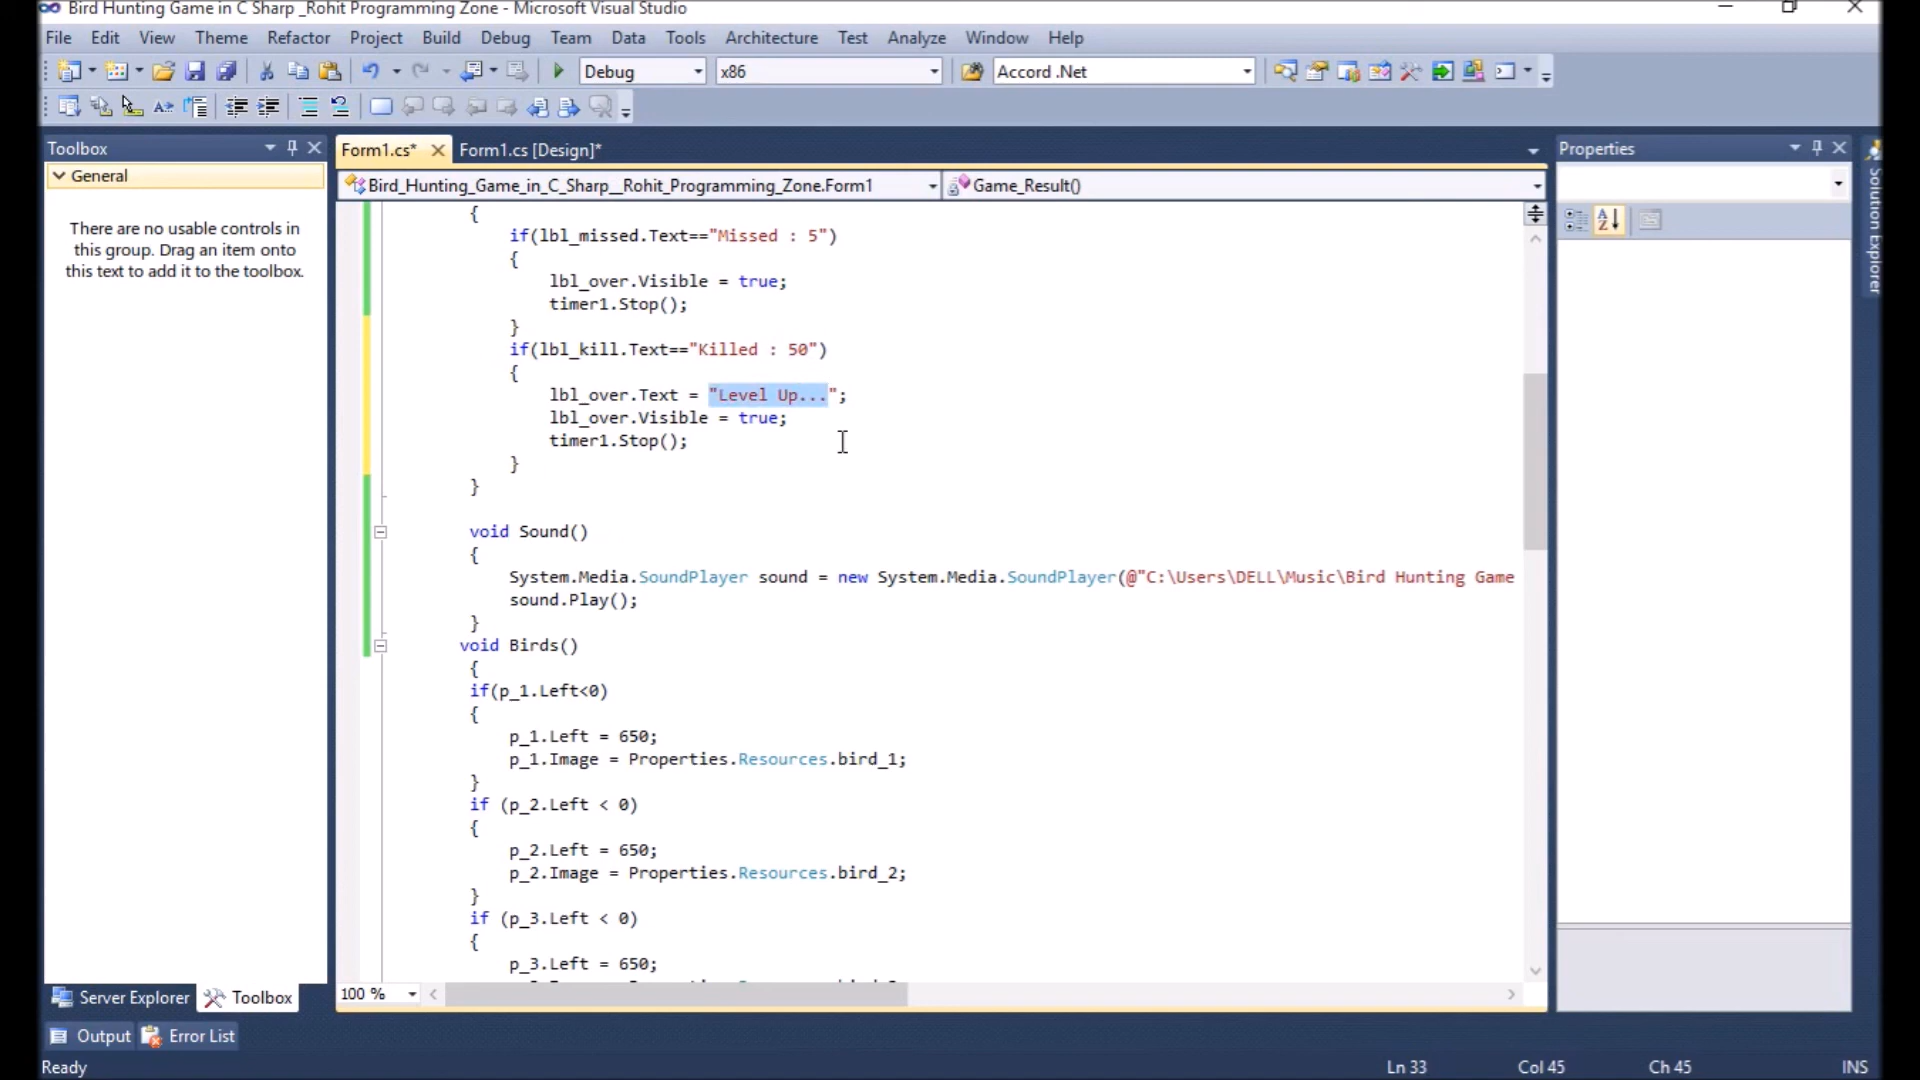 Bird Hunting Game in C Sharp _Rohit Programming Zone - Microsoft Visual Studio
File Edit View Theme Refactor Project Build Debug Team Data Tools Architecture Test Analyze Window Help
Debug x86 Accord .Net
Toolbox
General
There are no usable controls in
this group. Drag an item onto
this text to add it to the toolbox.
Server Explorer Toolbox
Form1.cs* Form1.cs [Design]*
Bird_Hunting_Game_in_C_Sharp__Rohit_Programming_Zone.Form1 Game_Result()
{
if(lbl_missed.Text=="Missed : 5")
{
lbl_over.Visible = true;
timer1.Stop();
}
if(lbl_kill.Text=="Killed : 50")
{
lbl_over.Text = "Level Up...";
lbl_over.Visible = true;
timer1.Stop();
}
}
void Sound()
{
System.Media.SoundPlayer sound = new System.Media.SoundPlayer(@"C:\Users\DELL\Music\Bird Hunting Game
sound.Play();
}
void Birds()
{
if(p_1.Left<0)
{
p_1.Left = 650;
p_1.Image = Properties.Resources.bird_1;
}
if (p_2.Left < 0)
{
p_2.Left = 650;
p_2.Image = Properties.Resources.bird_2;
}
if (p_3.Left < 0)
{
p_3.Left = 650;
100 %
Properties
Solution Explorer
Output Error List
Ready Ln 33 Col 45 Ch 45 INS